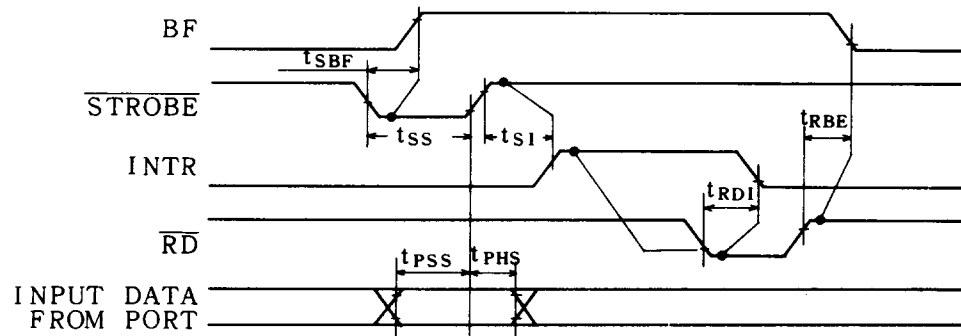 BF
tSBF
STROBE
tSS
tSI
tRBE
INTR
tRDI
RD
tPSS
tPHS
INPUT DATA
FROM PORT